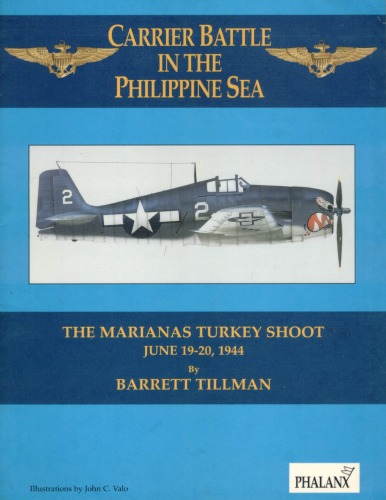 CARRIER BATTLE
IN THE
PHILIPPINE SEA
2
2
THE MARIANAS TURKEY SHOOT
JUNE 19-20, 1944
By
BARRETT TILLMAN
Illustrations by John C. Valo
PHALANX